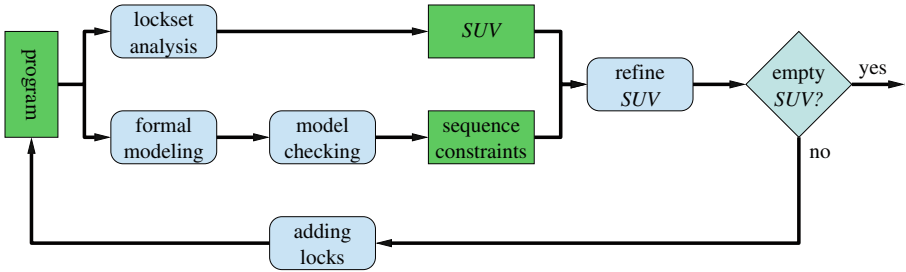 lockset
analysis
SUV
program
refine
SUV
empty
SUV?
yes
formal
modeling
model
checking
sequence
constraints
no
adding
locks